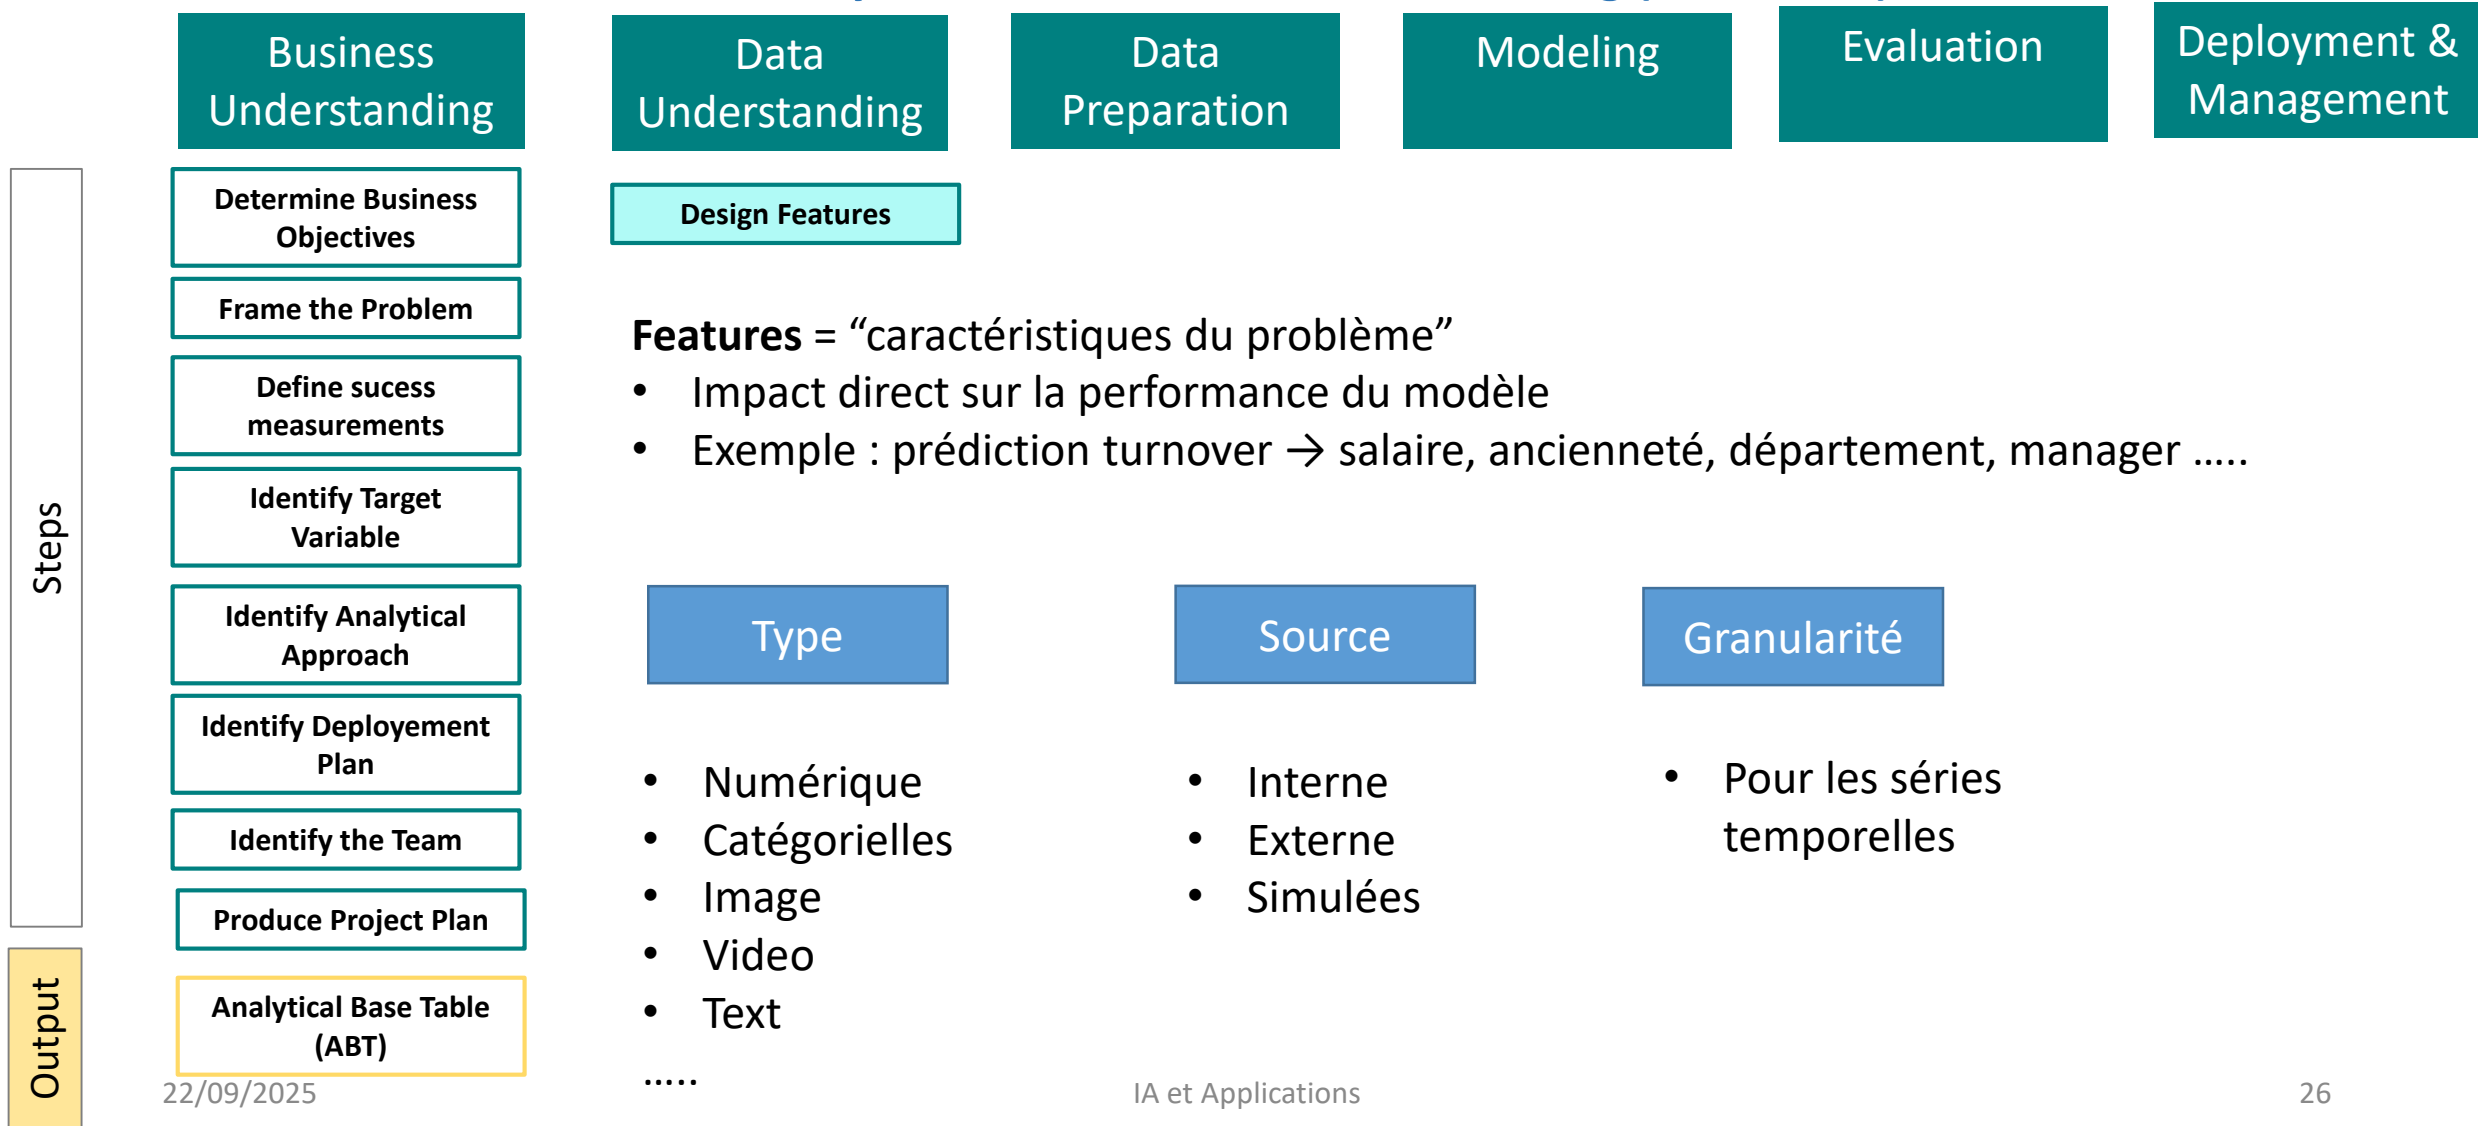 Business
Understanding
Data
Understanding
Data
Preparation
Modeling
Evaluation
Deployment &
Management
Steps
Determine Business
Objectives
Frame the Problem
Define sucess
measurements
Identify Target
Variable
Identify Analytical
Approach
Identify Deployement
Plan
Identify the Team
Produce Project Plan
Output
Analytical Base Table
(ABT)
Design Features
Features = “caractéristiques du problème”
• Impact direct sur la performance du modèle
• Exemple : prédiction turnover → salaire, ancienneté, département, manager …..
Type
• Numérique
• Catégorielles
• Image
• Video
• Text
…..
Source
• Interne
• Externe
• Simulées
Granularité
• Pour les séries
temporelles
22/09/2025
IA et Applications
26